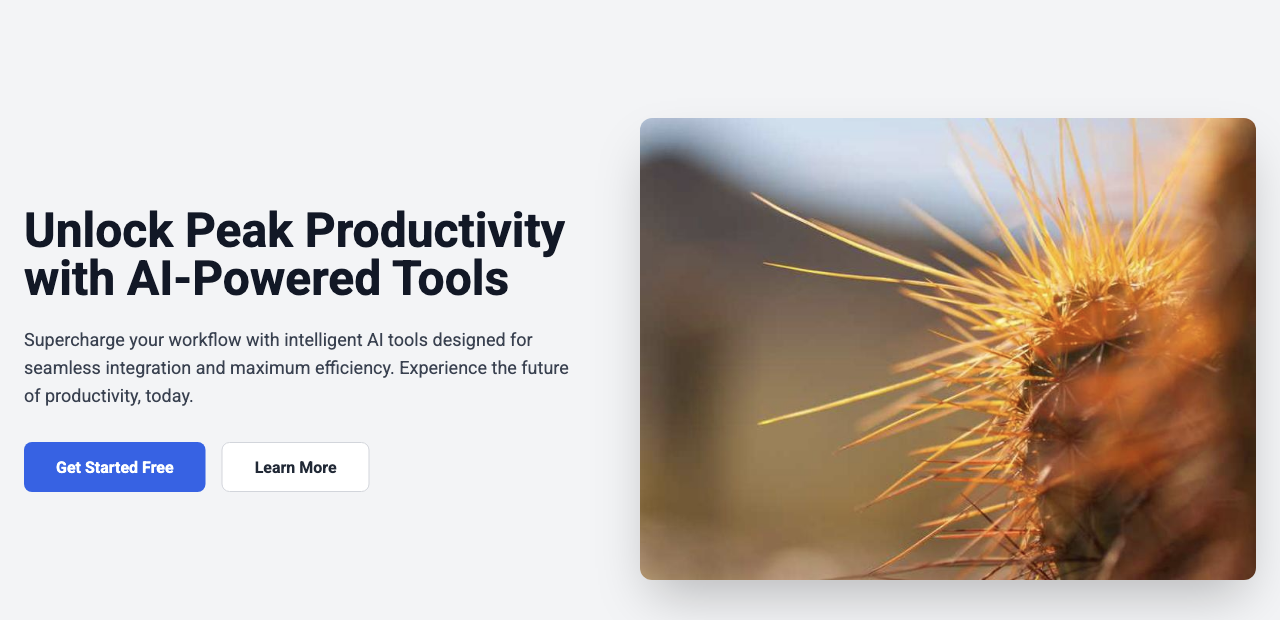 Unlock Peak Productivity
with AI-Powered Tools
Supercharge your workflow with intelligent AI tools designed for
seamless integration and maximum efficiency. Experience the future
of productivity, today.
Get Started Free
Learn More